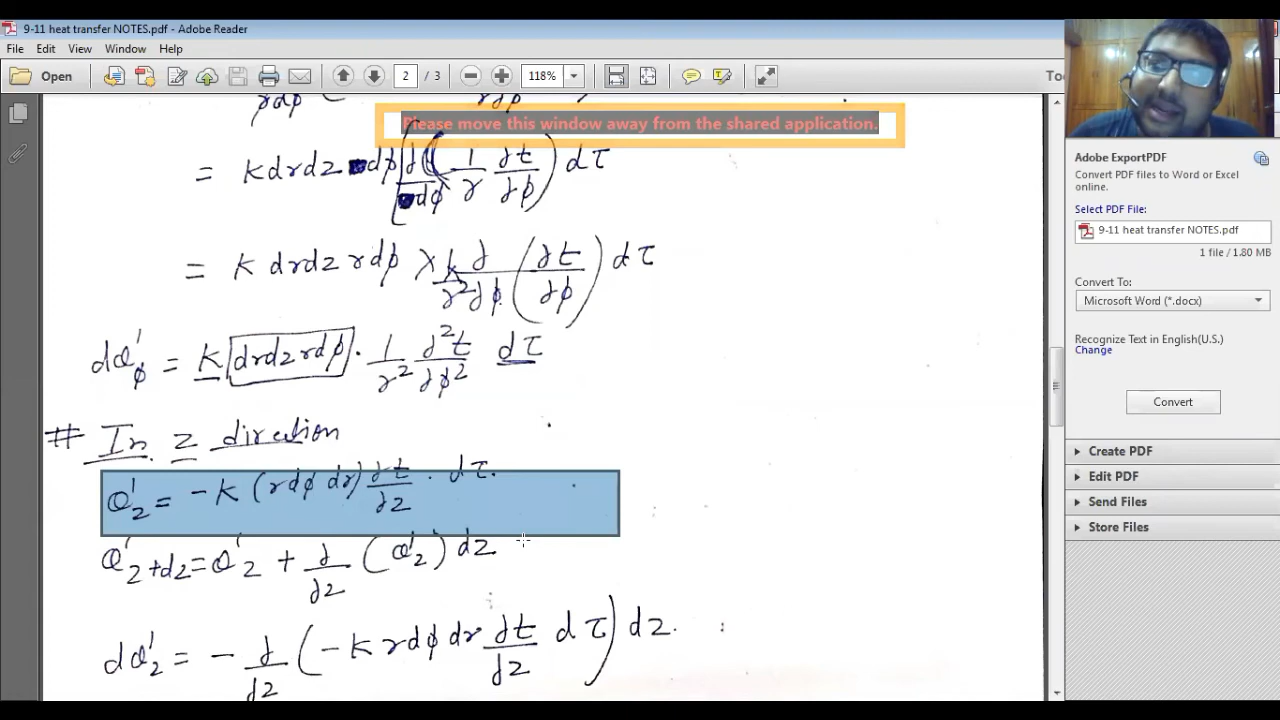 9-11 heat transfer NOTES.pdf - Adobe Reader
File Edit View Window Help
Open 2 / 3 118%
Please move this window away from the shared application.
= K dr dz dϕ ∂/∂ϕ (1/r ∂t/∂ϕ) dτ
= K dr dz rdϕ × 1/r² ∂/∂ϕ (∂t/∂ϕ) dτ
dQ'ϕ = K dr dz rdϕ · 1/r² ∂²t/∂ϕ² dτ
# In z direction
Q'z = -K (rdϕ dr) ∂t/∂z · dτ.
Q'z+dz = Q'z + ∂/∂z (Q'z) dz
dQ'z = - ∂/∂z (-K rdϕ dr ∂t/∂z dτ) dz.
Adobe ExportPDF
Convert PDF files to Word or Excel
online.
Select PDF File:
9-11 heat transfer NOTES.pdf
1 file / 1.80 MB
Convert To:
Microsoft Word (*.docx)
Recognize Text in English(U.S.)
Change
Convert
Create PDF
Edit PDF
Send Files
Store Files